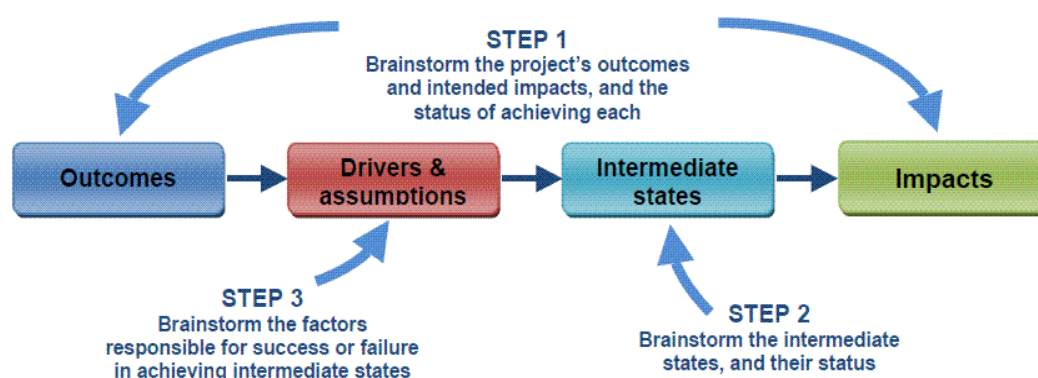 STEP 1
Brainstorm the project's outcomes
and intended impacts, and the
status of achieving each
Outcomes
Drivers &
assumptions
Intermediate
states
Impacts
STEP 3
Brainstorm the factors
responsible for success or failure
in achieving intermediate states
STEP 2
Brainstorm the intermediate
states, and their status